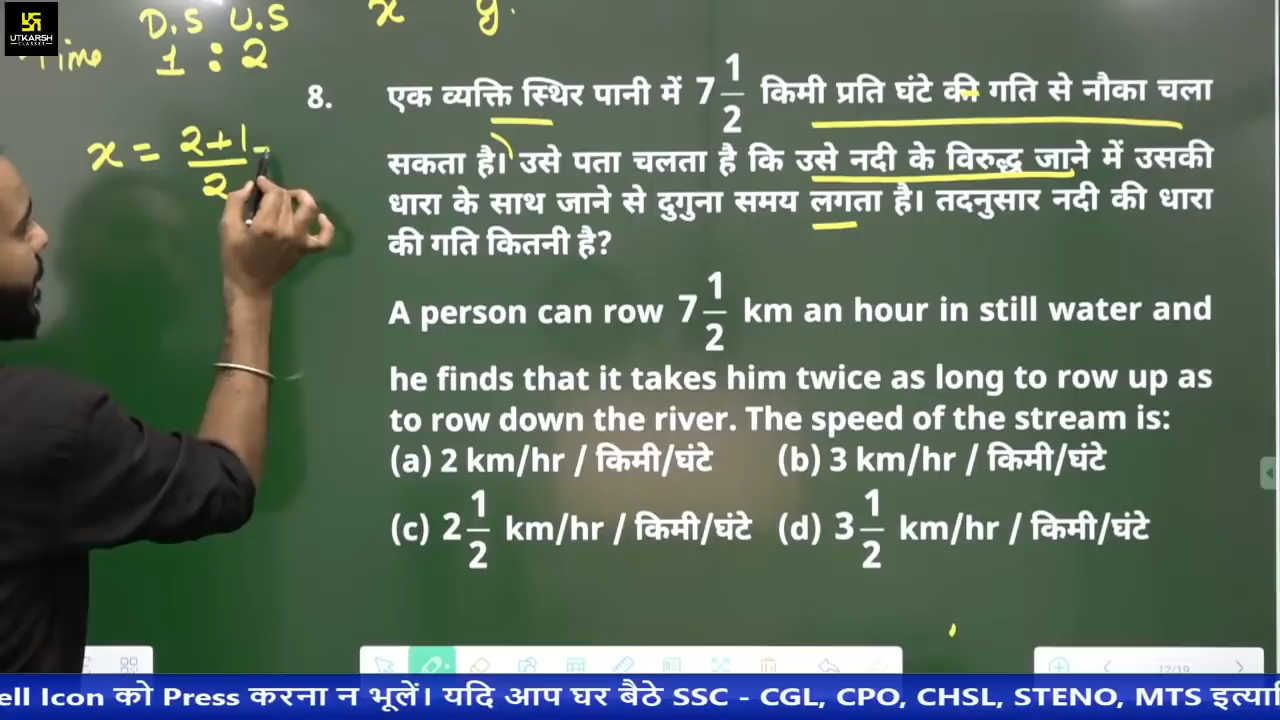 UTKARSH
CLASSES
D.S U.S x y.
Time 1 : 2
x = 2+1/2
8. एक व्यक्ति स्थिर पानी में 7 1/2 किमी प्रति घंटे की गति से नौका चला
सकता है। उसे पता चलता है कि उसे नदी के विरुद्ध जाने में उसकी
धारा के साथ जाने से दुगुना समय लगता है। तदनुसार नदी की धारा
की गति कितनी है?
A person can row 7 1/2 km an hour in still water and
he finds that it takes him twice as long to row up as
to row down the river. The speed of the stream is:
(a) 2 km/hr / किमी/घंटे (b) 3 km/hr / किमी/घंटे
(c) 2 1/2 km/hr / किमी/घंटे (d) 3 1/2 km/hr / किमी/घंटे
12/19
ell Icon को Press करना न भूलें। यदि आप घर बैठे SSC - CGL, CPO, CHSL, STENO, MTS इत्यादि